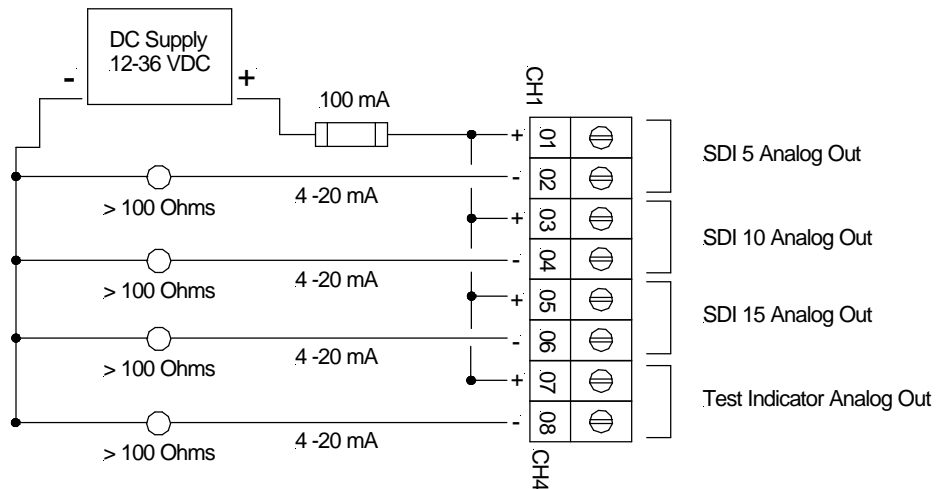 DC Supply
12-36 VDC
- +
100 mA
CH1
+ 01
SDI 5 Analog Out
- 02
4 -20 mA
> 100 Ohms
+ 03
SDI 10 Analog Out
- 04
4 -20 mA
> 100 Ohms
+ 05
SDI 15 Analog Out
- 06
4 -20 mA
> 100 Ohms
+ 07
Test Indicator Analog Out
- 08
4 -20 mA
> 100 Ohms
CH4